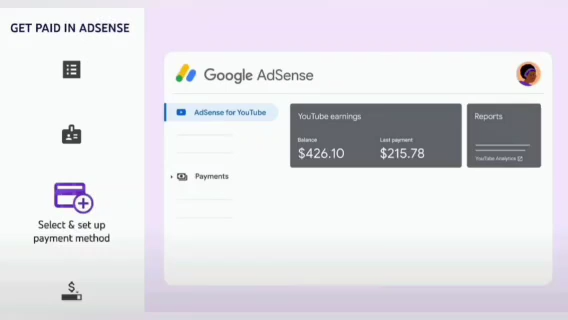 GET PAID IN ADSENSE
Select & set up
payment method
Google AdSense
AdSense for YouTube
Payments
YouTube earnings
Balance
Last payment
$426.10
$215.78
Reports
YouTube Analytics